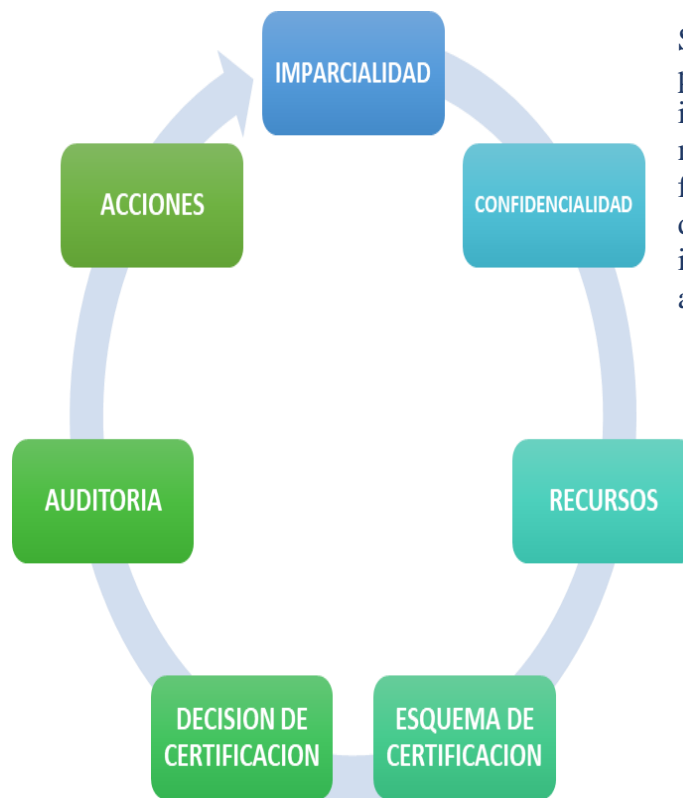 IMPARCIALIDAD
CONFIDENCIALIDAD
RECURSOS
ESQUEMA DE
CERTIFICACION
DECISION DE
CERTIFICACION
AUDITORIA
ACCIONES